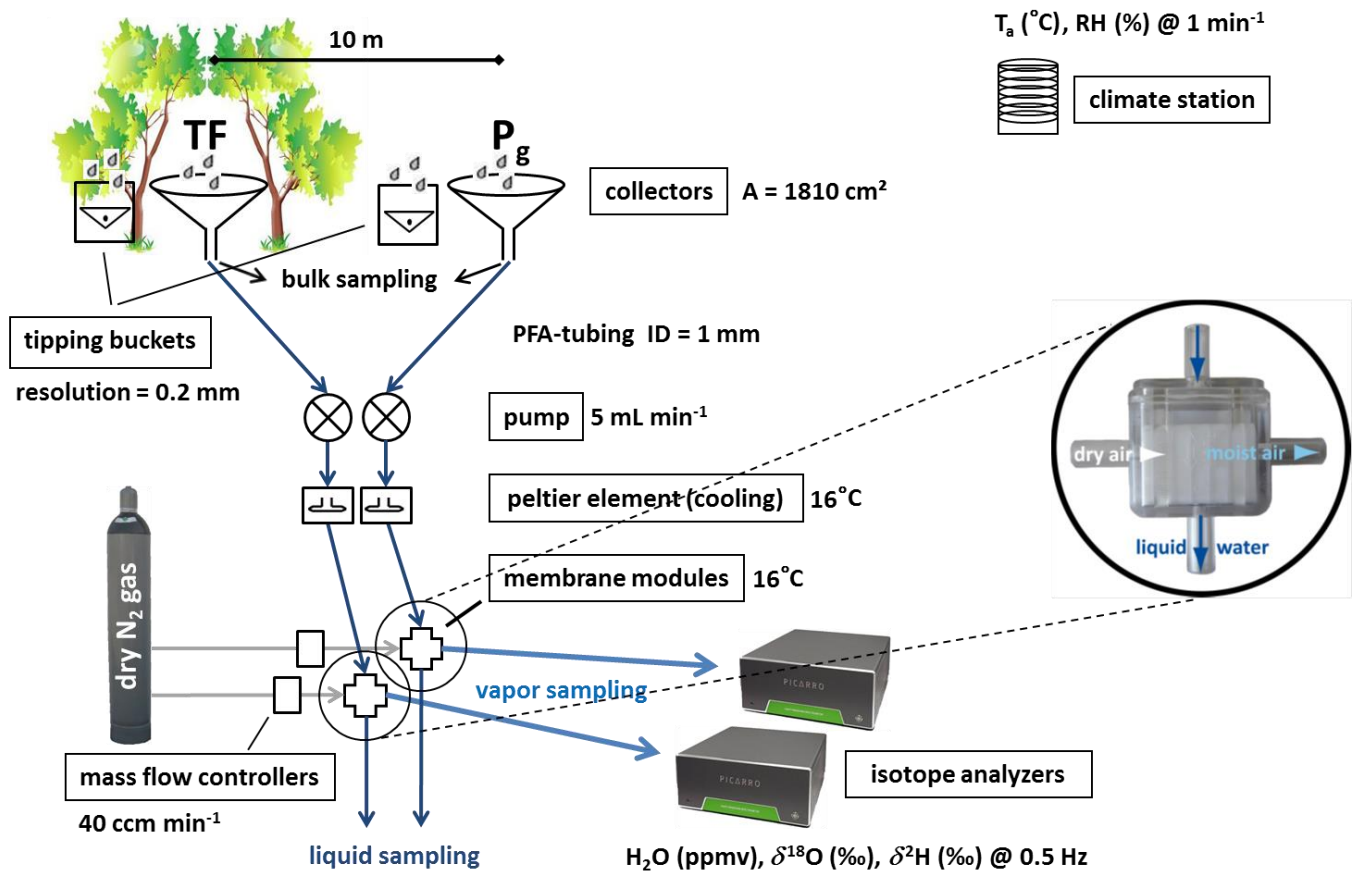 10 m
Tₐ (°C), RH (%) @ 1 min⁻¹
climate station
TF
P_g
collectors
A = 1810 cm²
bulk sampling
tipping buckets
resolution = 0.2 mm
PFA-tubing ID = 1 mm
pump
5 mL min⁻¹
peltier element (cooling)
16°C
membrane modules
16°C
dry air
moist air
liquid water
dry N₂ gas
vapor sampling
PICARRO
PICARRO
mass flow controllers
40 ccm min⁻¹
isotope analyzers
liquid sampling
H₂O (ppmv), δ¹⁸O (‰), δ²H (‰) @ 0.5 Hz